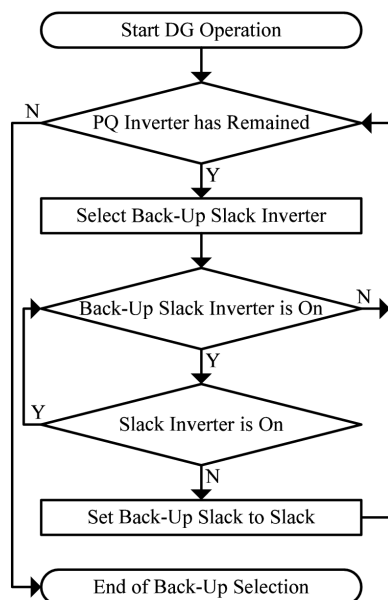 Start DG Operation
N
PQ Inverter has Remained
Y
Select Back-Up Slack Inverter
Back-Up Slack Inverter is On
N
Y
Y
Slack Inverter is On
N
Set Back-Up Slack to Slack
End of Back-Up Selection